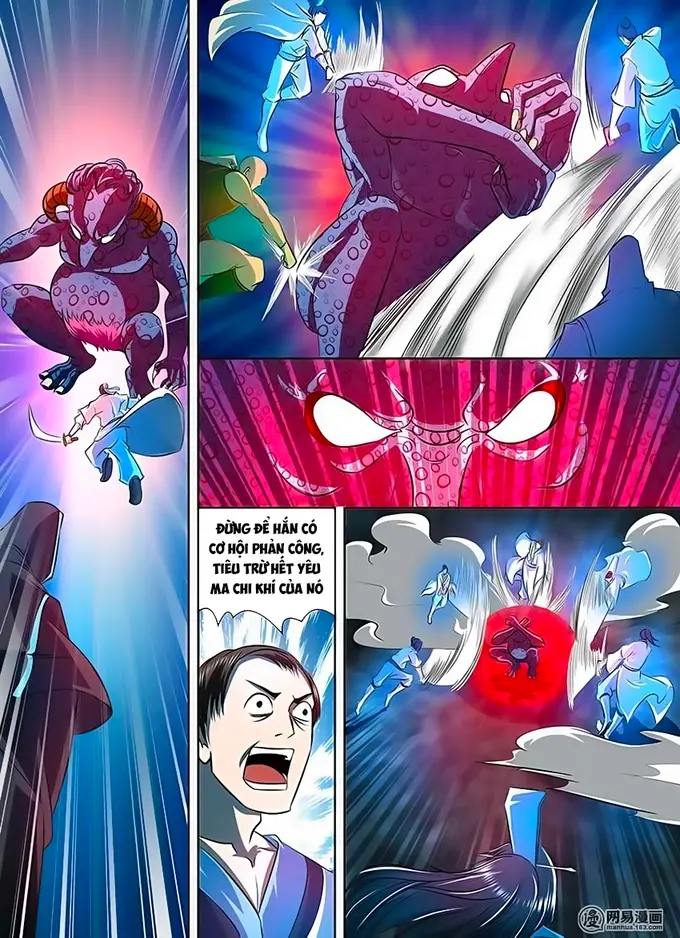 ĐỪNG ĐỂ HẮN CÓ
CƠ HỘI PHẢN CÔNG,
TIÊU TRỪ HẾT YÊU
MA CHI KHÍ CỦA NÓ
网易漫画
manhua.163.com